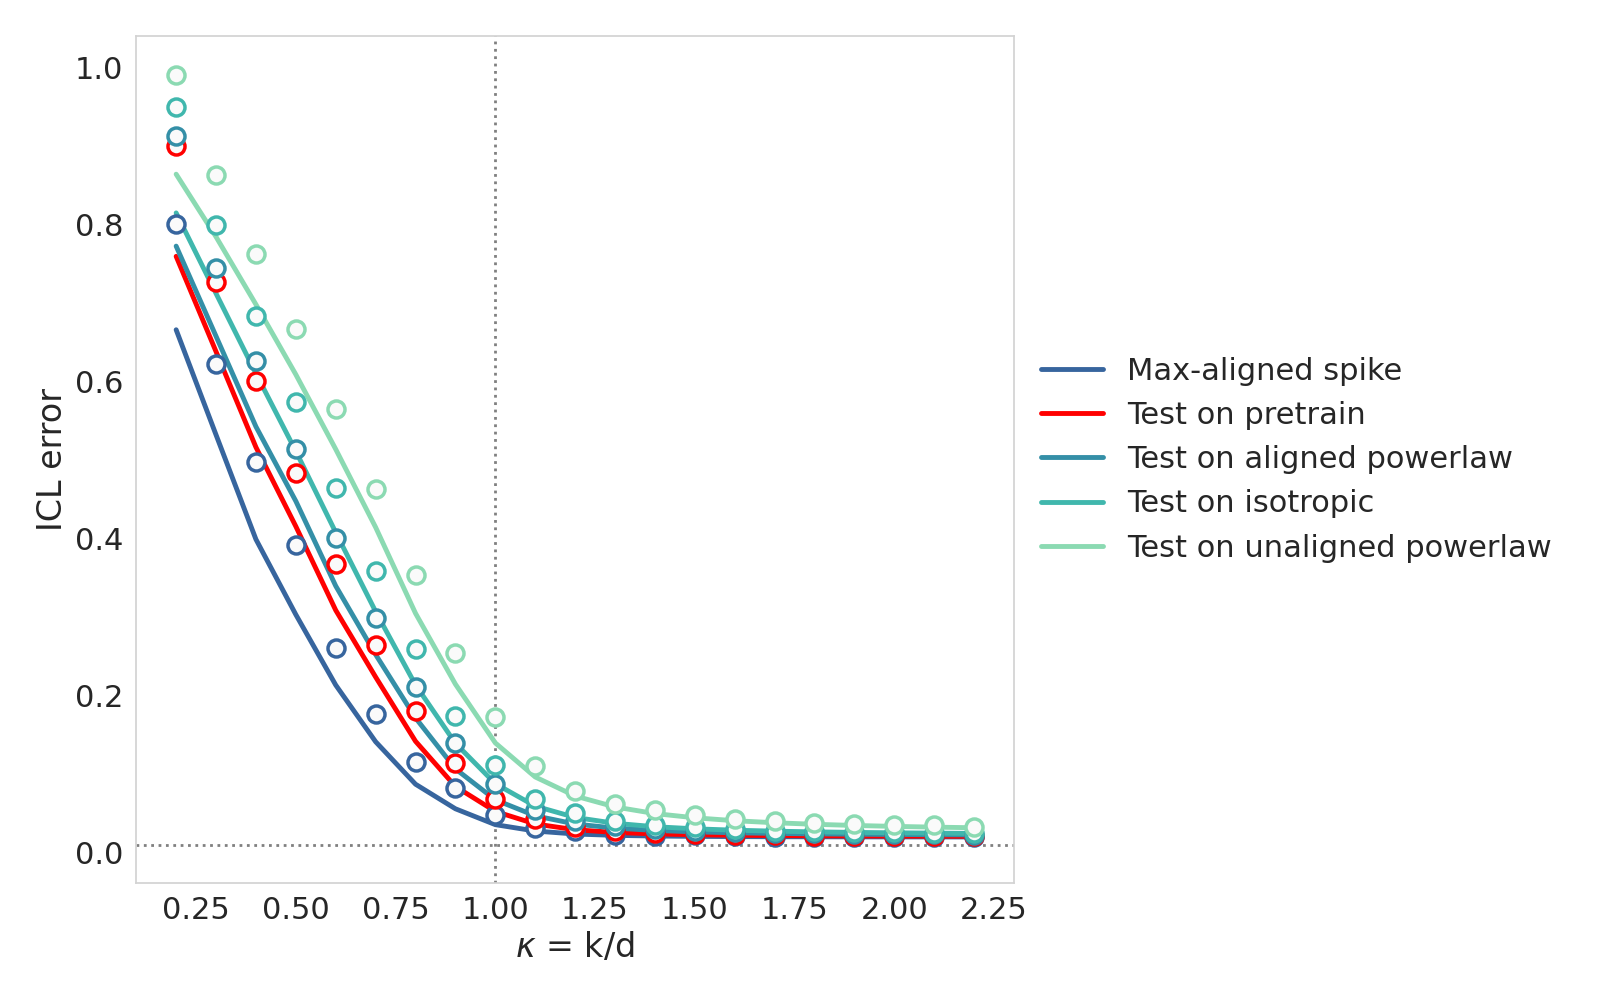 1.0
0.8
0.6
0.4
0.2
0.0
ICL error
0.25 0.50 0.75 1.00 1.25 1.50 1.75 2.00 2.25
κ = k/d
Max-aligned spike
Test on pretrain
Test on aligned powerlaw
Test on isotropic
Test on unaligned powerlaw